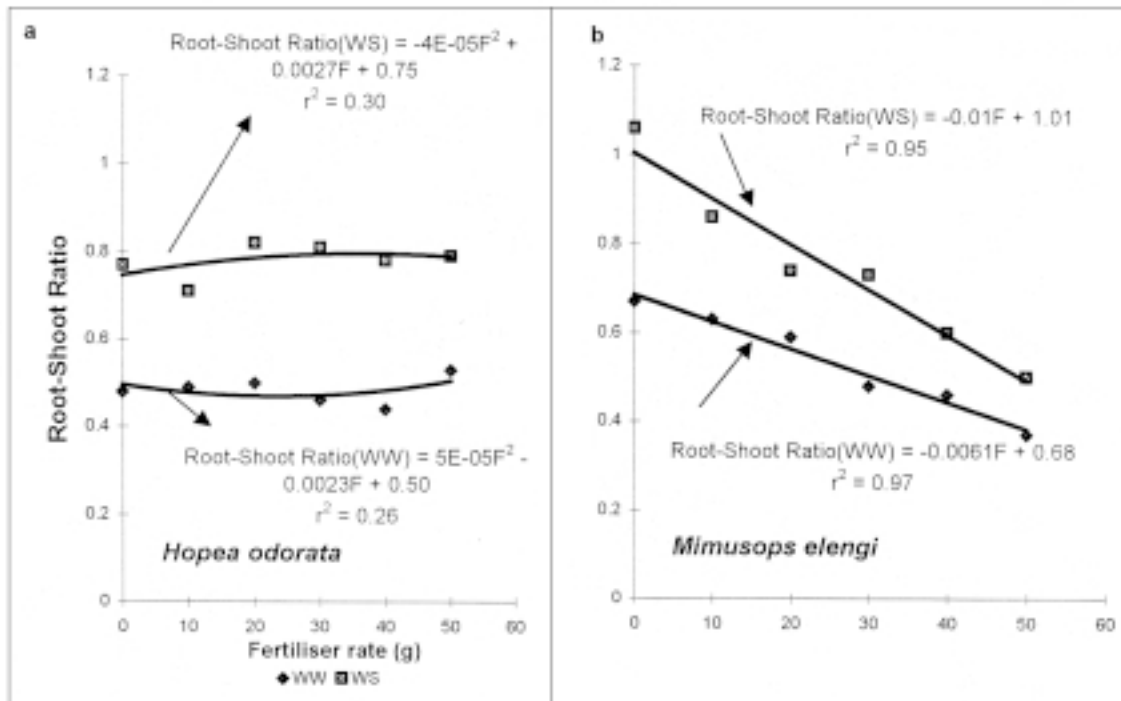 a
Root-Shoot Ratio(WS) = -4E-05F² +
0.0027F + 0.75
r² = 0.30
1.2
1
0.8
0.6
0.4
0.2
0
Root-Shoot Ratio
Root-Shoot Ratio(WW) = 5E-05F² -
0.0023F + 0.50
r² = 0.26
Hopea odorata
0 10 20 30 40 50 60
Fertiliser rate (g)
WW WS
b
1.2
Root-Shoot Ratio(WS) = -0.01F + 1.01
r² = 0.95
1
0.8
0.6
0.4
0.2
0
Root-Shoot Ratio(WW) = -0.0061F + 0.68
r² = 0.97
Mimusops elengi
0 10 20 30 40 50 60